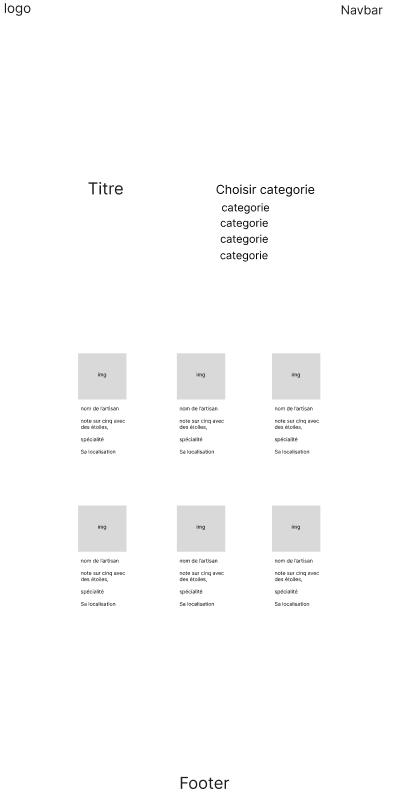 logo
Navbar
Titre
Choisir categorie
categorie
categorie
categorie
categorie
img
nom de l'artisan
note sur cinq avec
des étoiles,
spécialité
Sa localisation
img
nom de l'artisan
note sur cinq avec
des étoiles,
spécialité
Sa localisation
img
nom de l'artisan
note sur cinq avec
des étoiles,
spécialité
Sa localisation
img
nom de l'artisan
note sur cinq avec
des étoiles,
spécialité
Sa localisation
img
nom de l'artisan
note sur cinq avec
des étoiles,
spécialité
Sa localisation
img
nom de l'artisan
note sur cinq avec
des étoiles,
spécialité
Sa localisation
Footer